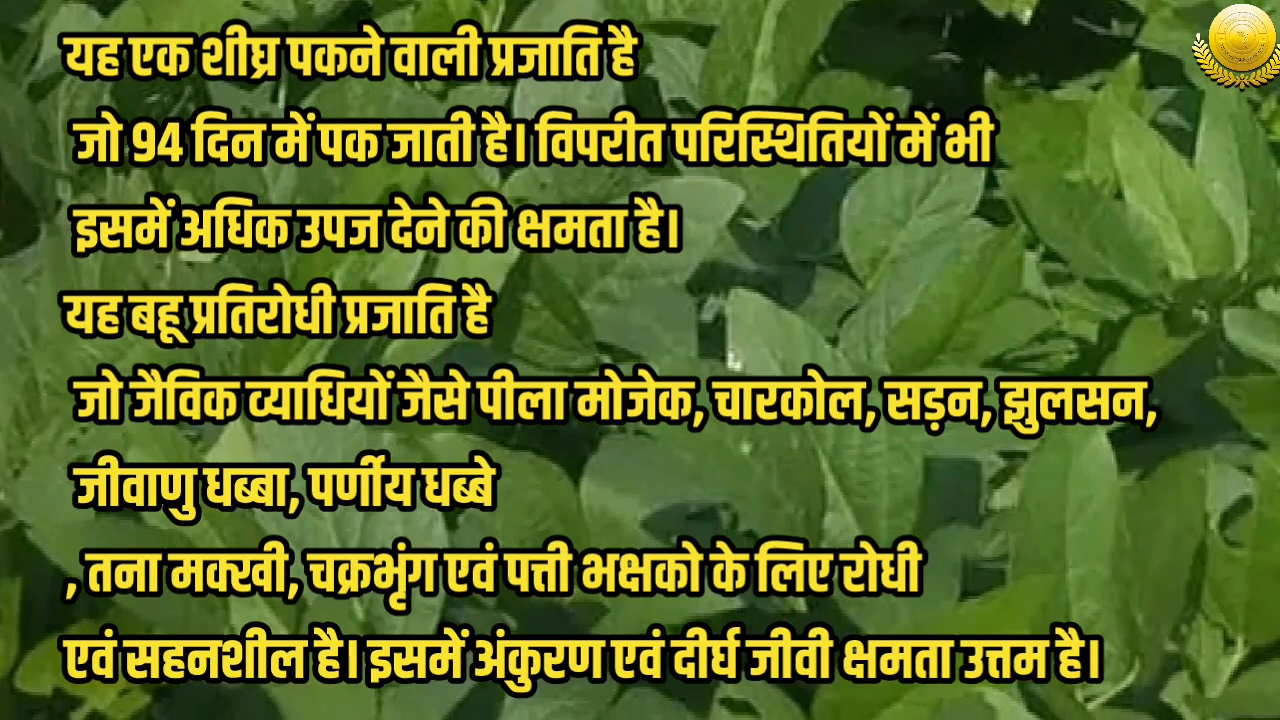 यह एक शीघ्र पकने वाली प्रजाति है
जो 94 दिन में पक जाती है। विपरीत परिस्थितियों में भी
इसमें अधिक उपज देने की क्षमता है।
यह बहू प्रतिरोधी प्रजाति है
जो जैविक व्याधियों जैसे पीला मोजेक, चारकोल, सड़न, झुलसन,
जीवाणु धब्बा, पर्णीय धब्बे
, तना मक्खी, चक्रभृंग एवं पत्ती भक्षको के लिए रोधी
एवं सहनशील है। इसमें अंकुरण एवं दीर्घ जीवी क्षमता उत्तम है।